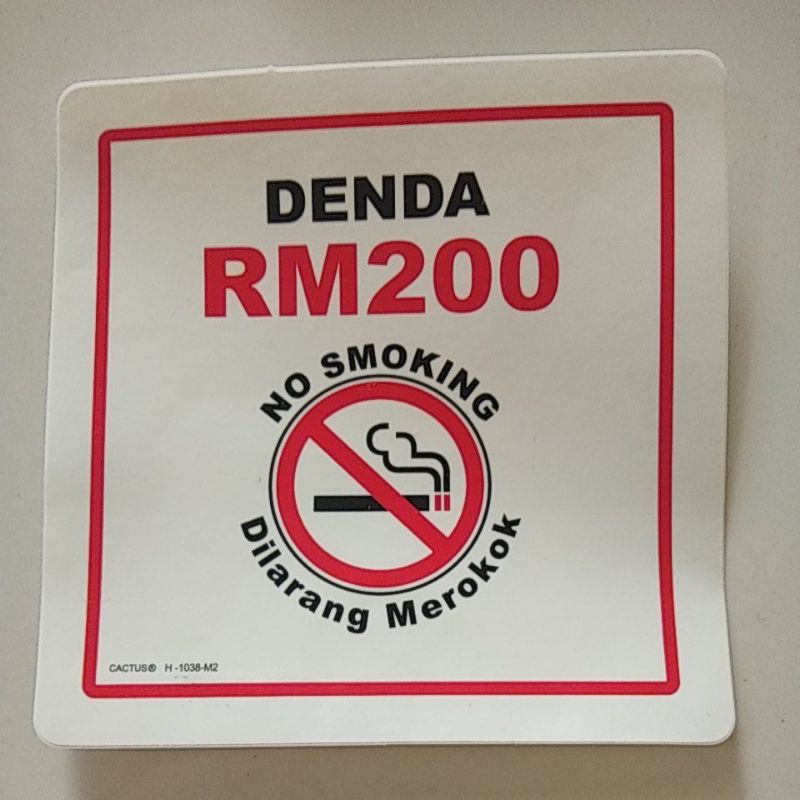 DENDA
RM200
NO SMOKING
Dilarang Merokok
CACTUS® H-1038-M2